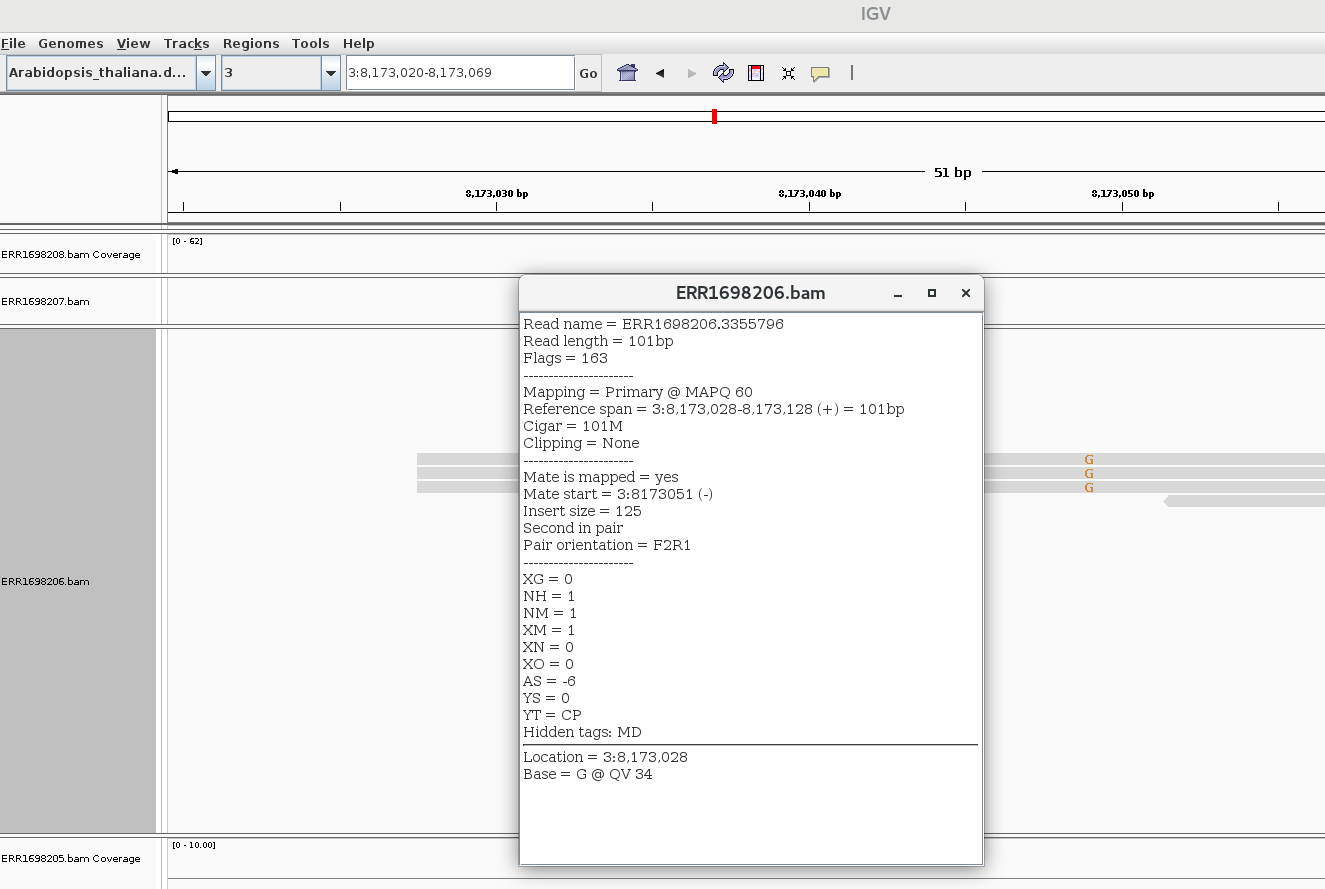 IGV
File Genomes View Tracks Regions Tools Help
Arabidopsis_thaliana.d... 3 3:8,173,020-8,173,069 Go
51 bp
8,173,030 bp 8,173,040 bp 8,173,050 bp
[0 - 62]
ERR1698208.bam Coverage
ERR1698207.bam
ERR1698206.bam
Read name = ERR1698206.3355796
Read length = 101bp
Flags = 163
----------------------
Mapping = Primary @ MAPQ 60
Reference span = 3:8,173,028-8,173,128 (+) = 101bp
Cigar = 101M
Clipping = None
----------------------
Mate is mapped = yes
Mate start = 3:8173051 (-)
Insert size = 125
Second in pair
Pair orientation = F2R1
----------------------
XG = 0
NH = 1
NM = 1
XM = 1
XN = 0
XO = 0
AS = -6
YS = 0
YT = CP
Hidden tags: MD
Location = 3:8,173,028
Base = G @ QV 34
G
G
G
ERR1698206.bam
[0 - 10.00]
ERR1698205.bam Coverage